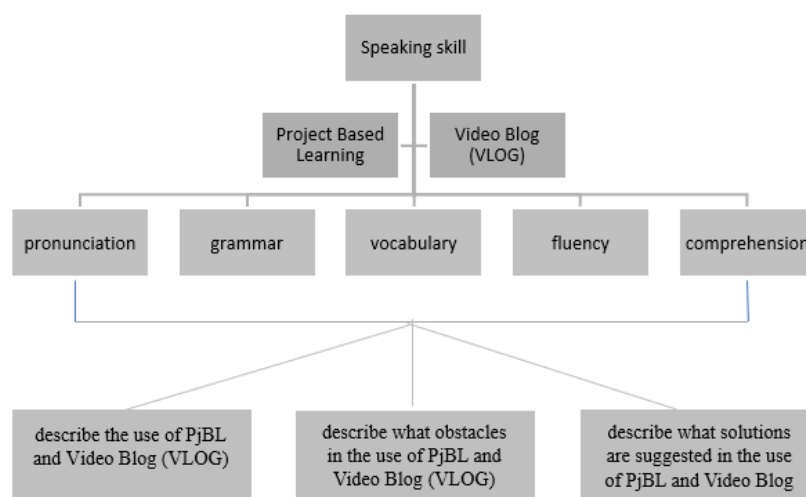 Speaking skill
Project Based
Learning
Video Blog
(VLOG)
pronunciation
grammar
vocabulary
fluency
comprehension
describe the use of PjBL
and Video Blog (VLOG)
describe what obstacles
in the use of PjBL and
Video Blog (VLOG)
describe what solutions
are suggested in the use
of PjBL and Video Blog